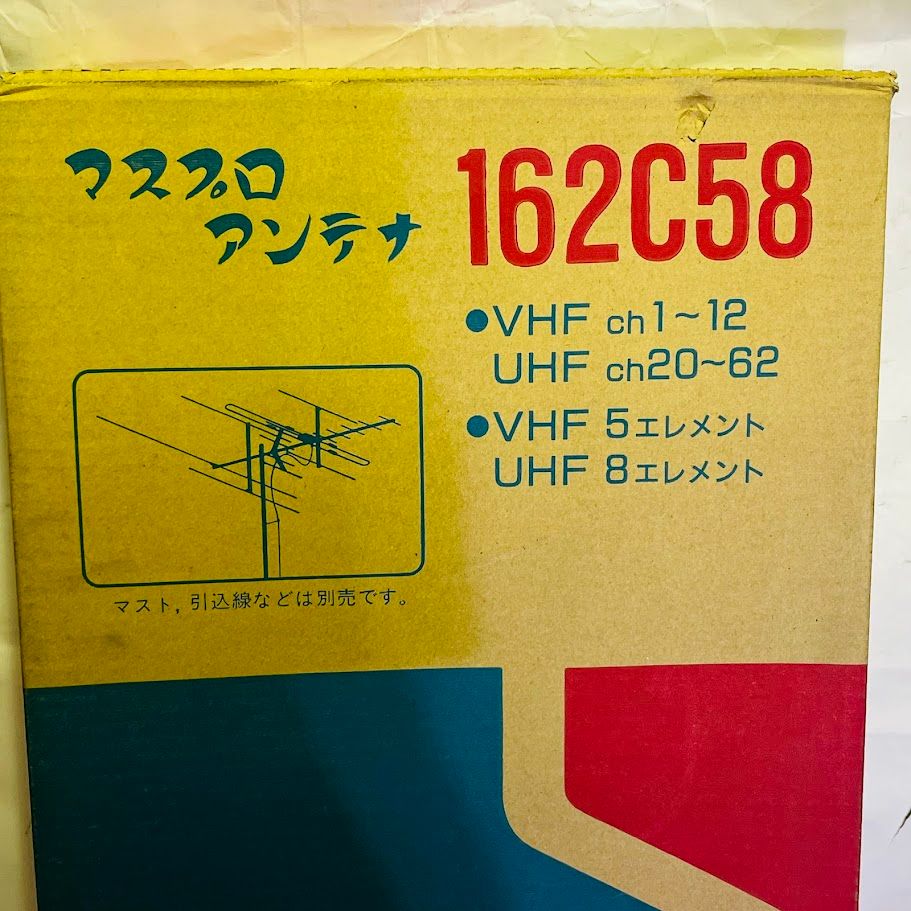 マスプロ
アンテナ
162C58
●VHF ch1～12
UHF ch20～62
●VHF 5エレメント
UHF 8エレメント
マスト,引込線などは別売です。